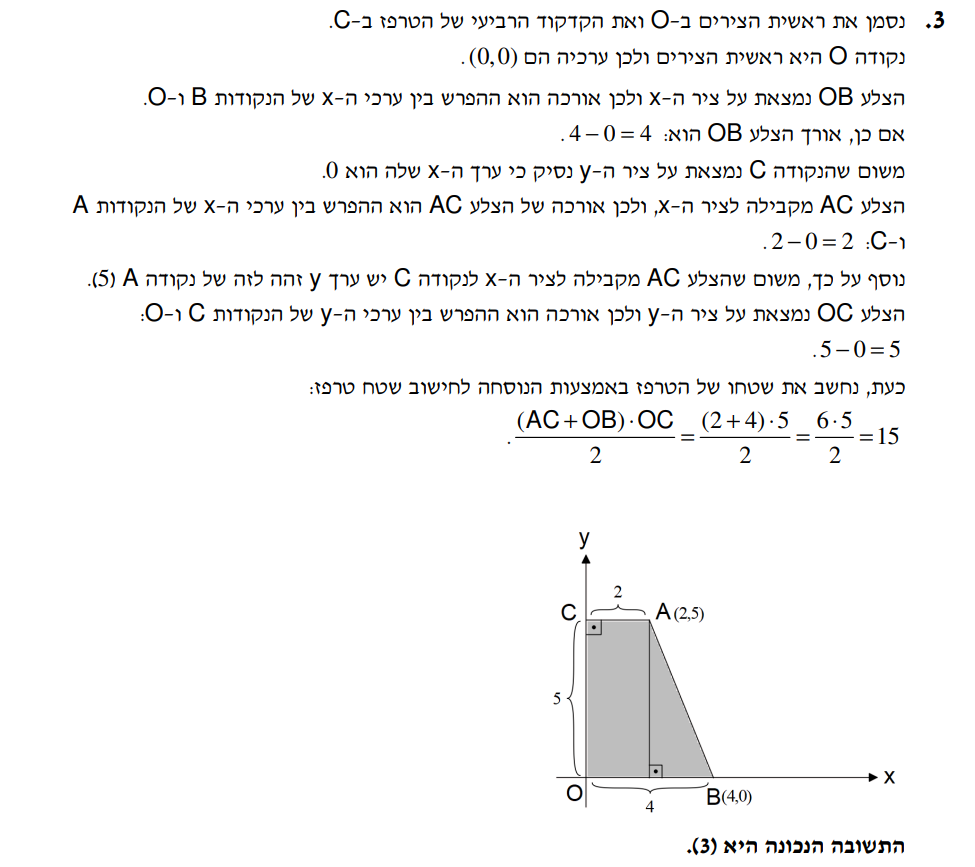 3. נסמן את ראשית הצירים ב-O ואת הקדקוד הרביעי של הטרפז ב-C.
נקודה O היא ראשית הצירים ולכן ערכיה הם (0,0).
הצלע OB נמצאת על ציר ה-x ולכן אורכה הוא ההפרש בין ערכי ה-x של הנקודות B ו-O.
אם כן, אורך הצלע OB הוא: 4 − 0 = 4.
משום שהנקודה C נמצאת על ציר ה-y נסיק כי ערך ה-x שלה הוא 0.
הצלע AC מקבילה לציר ה-x, ולכן אורכה של הצלע AC הוא ההפרש בין ערכי ה-x של הנקודות A
ו-C: 2 − 0 = 2.
נוסף על כך, משום שהצלע AC מקבילה לציר ה-x לנקודה C יש ערך y זהה לזה של נקודה A (5).
הצלע OC נמצאת על ציר ה-y ולכן אורכה הוא ההפרש בין ערכי ה-y של הנקודות C ו-O:
5 − 0 = 5.
כעת, נחשב את שטחו של הטרפז באמצעות הנוסחה לחישוב שטח טרפז:
(AC + OB) · OC / 2 = (2 + 4) · 5 / 2 = 6 · 5 / 2 = 15.
y
2
C A (2,5)
5
x
O B(4,0)
4
התשובה הנכונה היא (3).